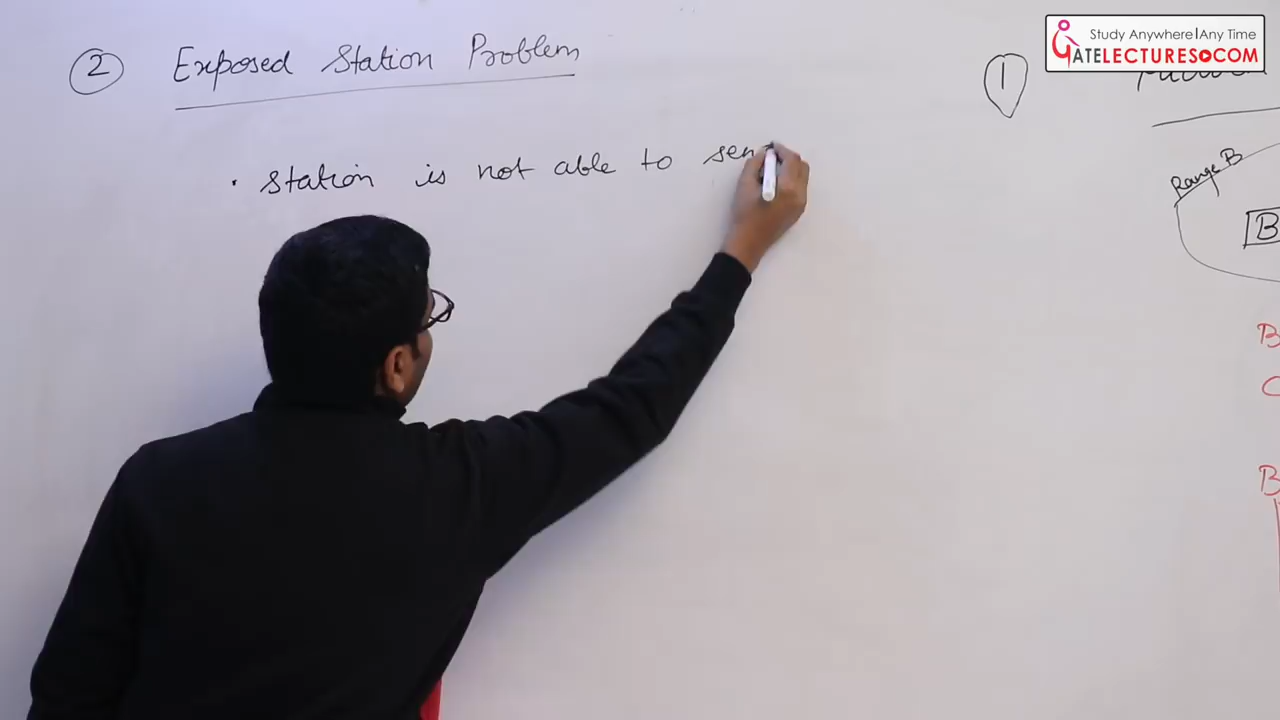 ② Exposed Station Problem
· Station is not able to sen
Study Anywhere|Any Time
GATELECTURES.COM
①
Range B
B
B
C
B